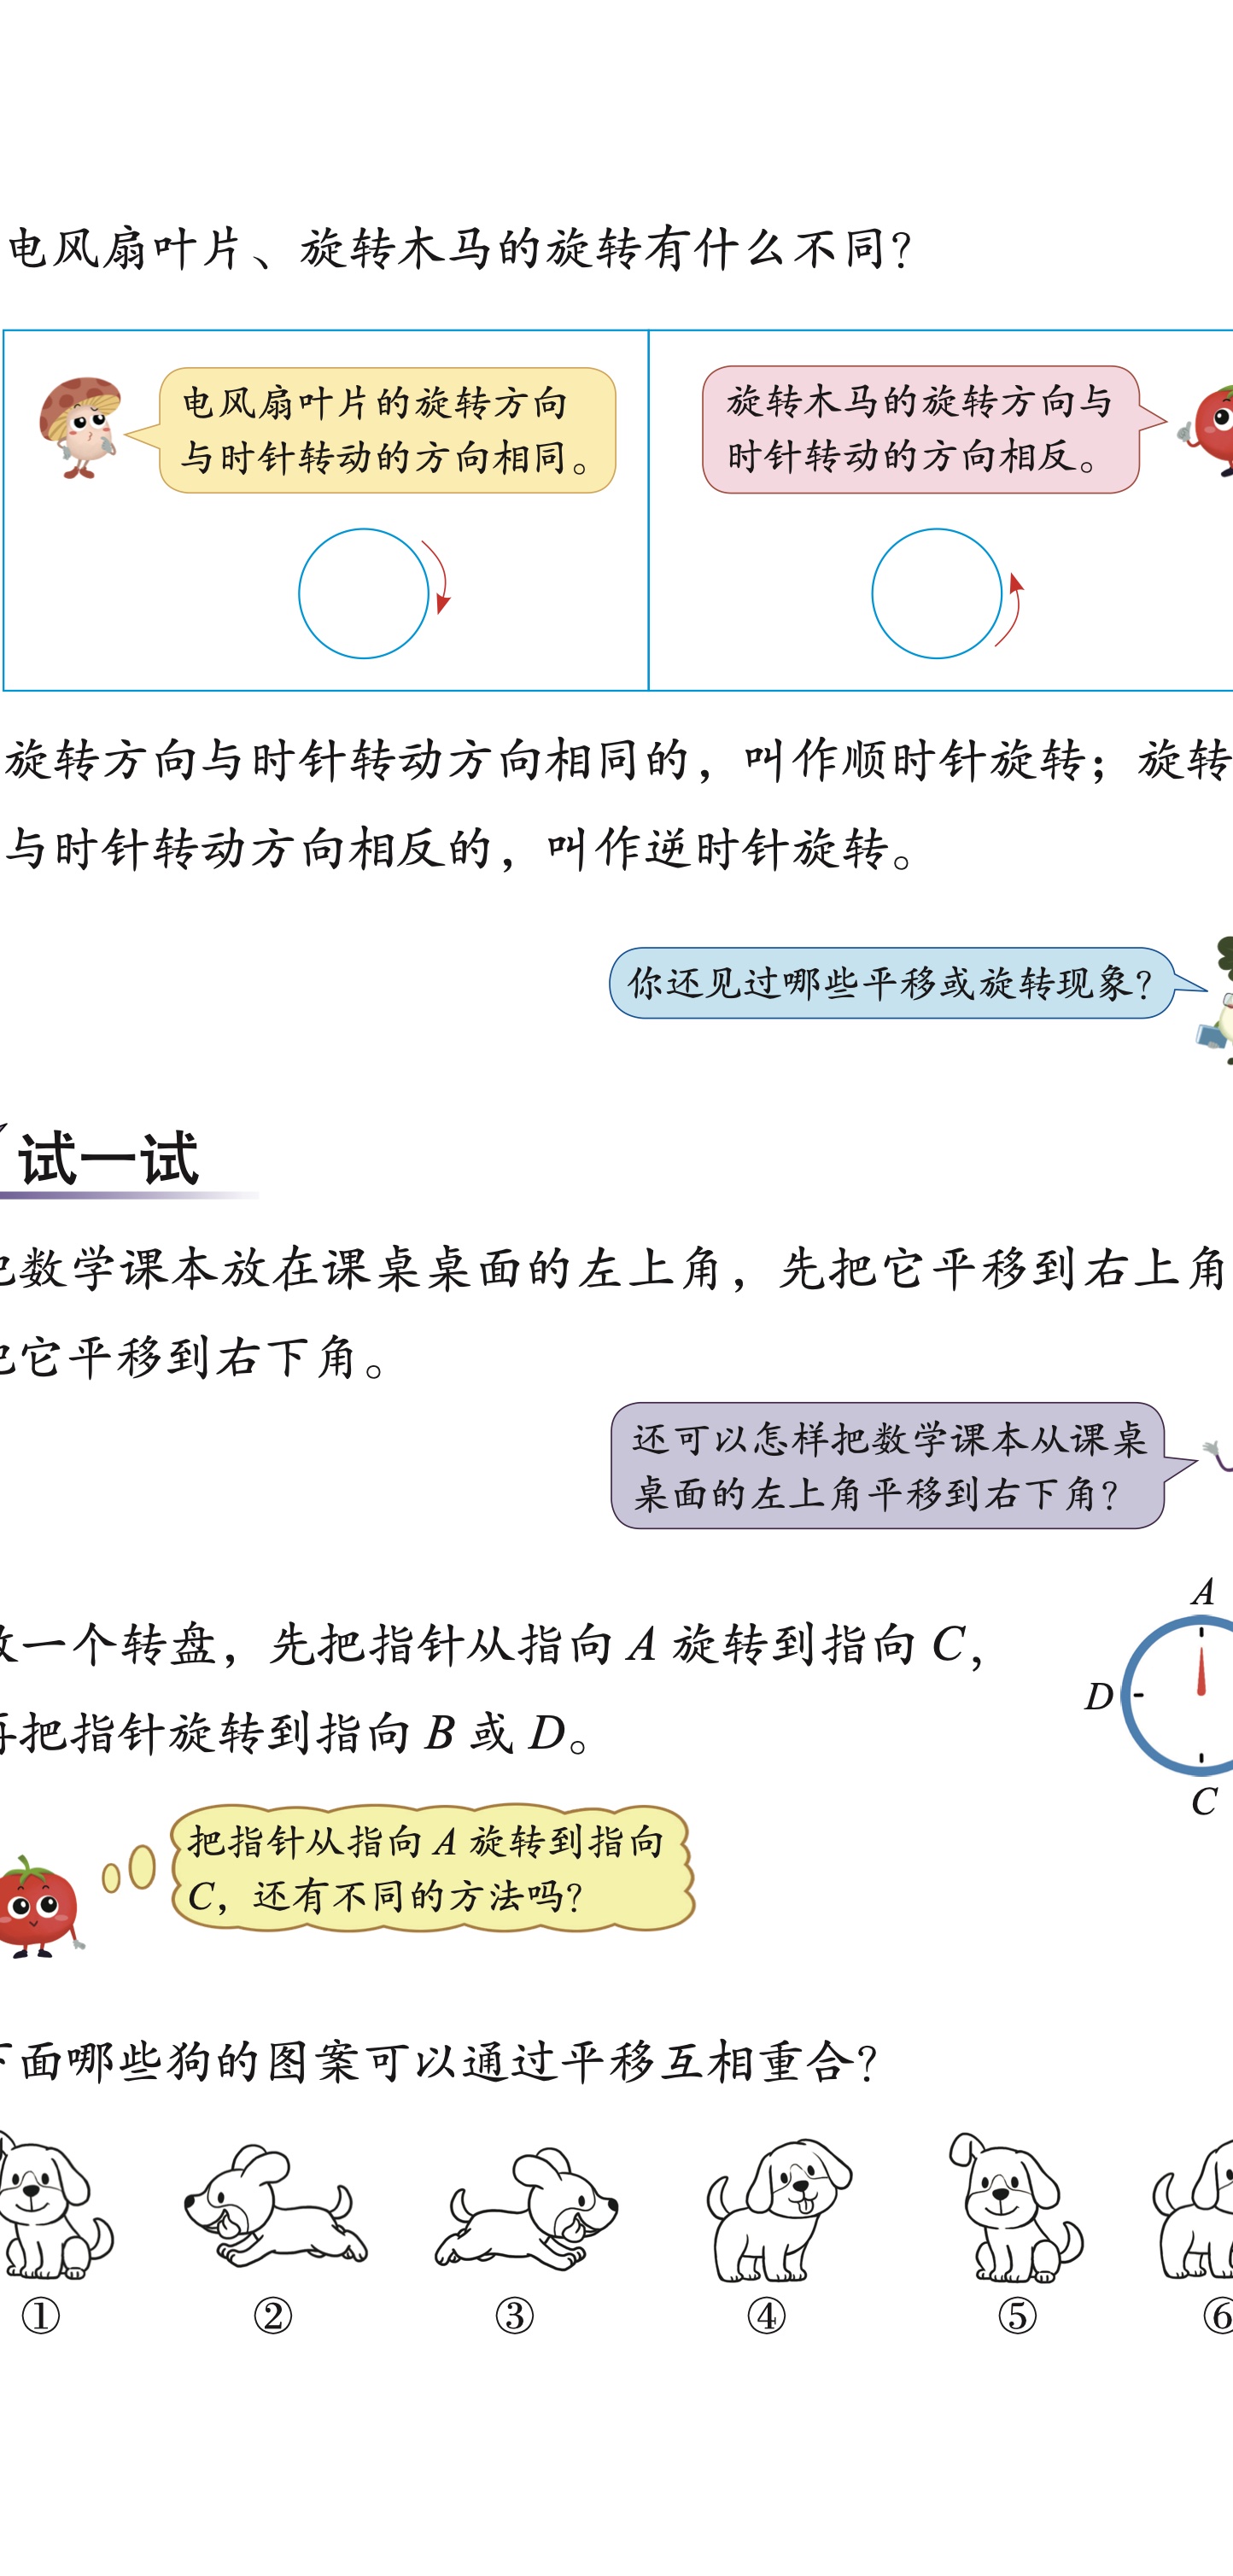 电风扇叶片、旋转木马的旋转有什么不同？
电风扇叶片的旋转方向
与时针转动的方向相同。
旋转木马的旋转方向与
时针转动的方向相反。
旋转方向与时针转动方向相同的，叫作顺时针旋转；旋转
与时针转动方向相反的，叫作逆时针旋转。
你还见过哪些平移或旋转现象？
试一试
数学课本放在课桌桌面的左上角，先把它平移到右上角
它平移到右下角。
还可以怎样把数学课本从课桌
桌面的左上角平移到右下角？
一个转盘，先把指针从指向 A 旋转到指向 C，
再把指针旋转到指向 B 或 D。
A
D
C
把指针从指向 A 旋转到指向
C，还有不同的方法吗？
下面哪些狗的图案可以通过平移互相重合？
① ② ③ ④ ⑤ ⑥